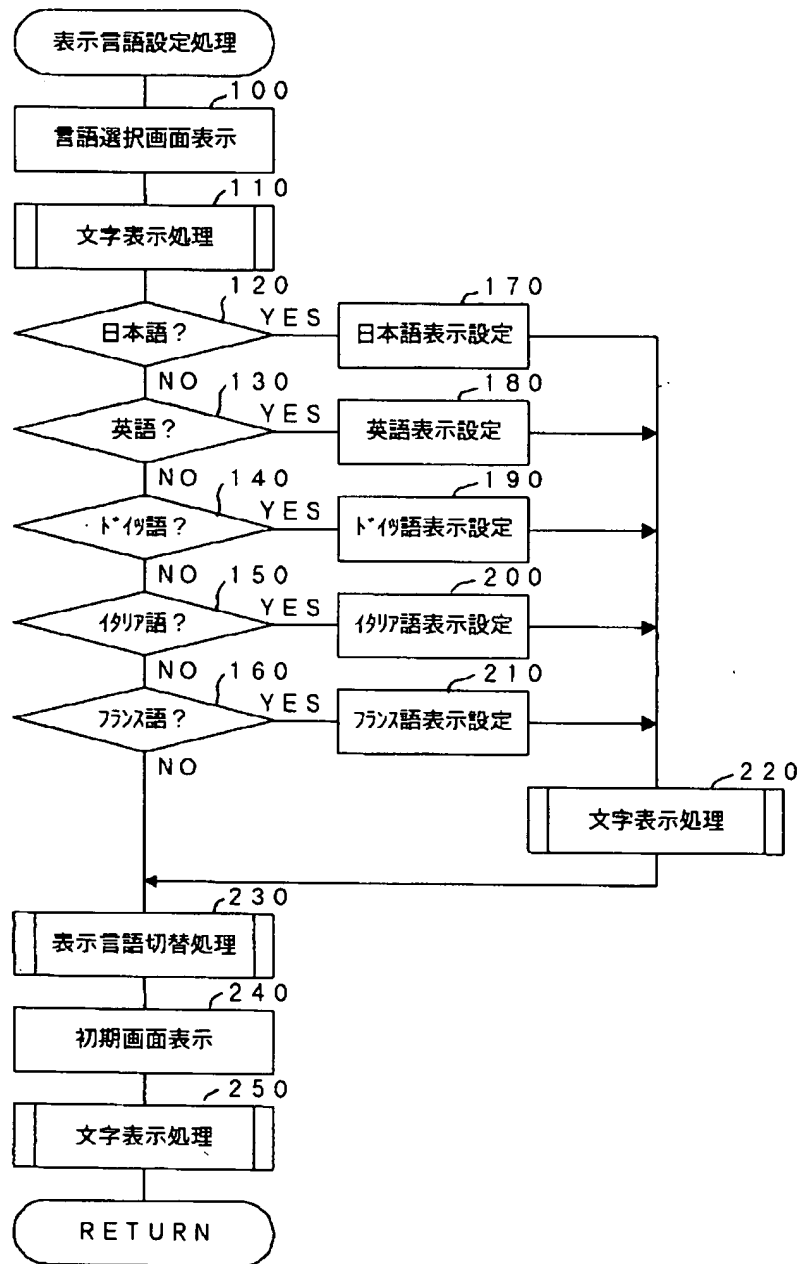 表示言語設定処理
100
言語選択画面表示
110
文字表示処理
120
日本語?
YES
170
日本語表示設定
NO
130
英語?
YES
180
英語表示設定
NO
140
ﾄﾞｲﾂ語?
YES
190
ﾄﾞｲﾂ語表示設定
NO
150
ｲﾀﾘｱ語?
YES
200
ｲﾀﾘｱ語表示設定
NO
160
ﾌﾗﾝｽ語?
YES
210
ﾌﾗﾝｽ語表示設定
NO
220
文字表示処理
230
表示言語切替処理
240
初期画面表示
250
文字表示処理
RETURN